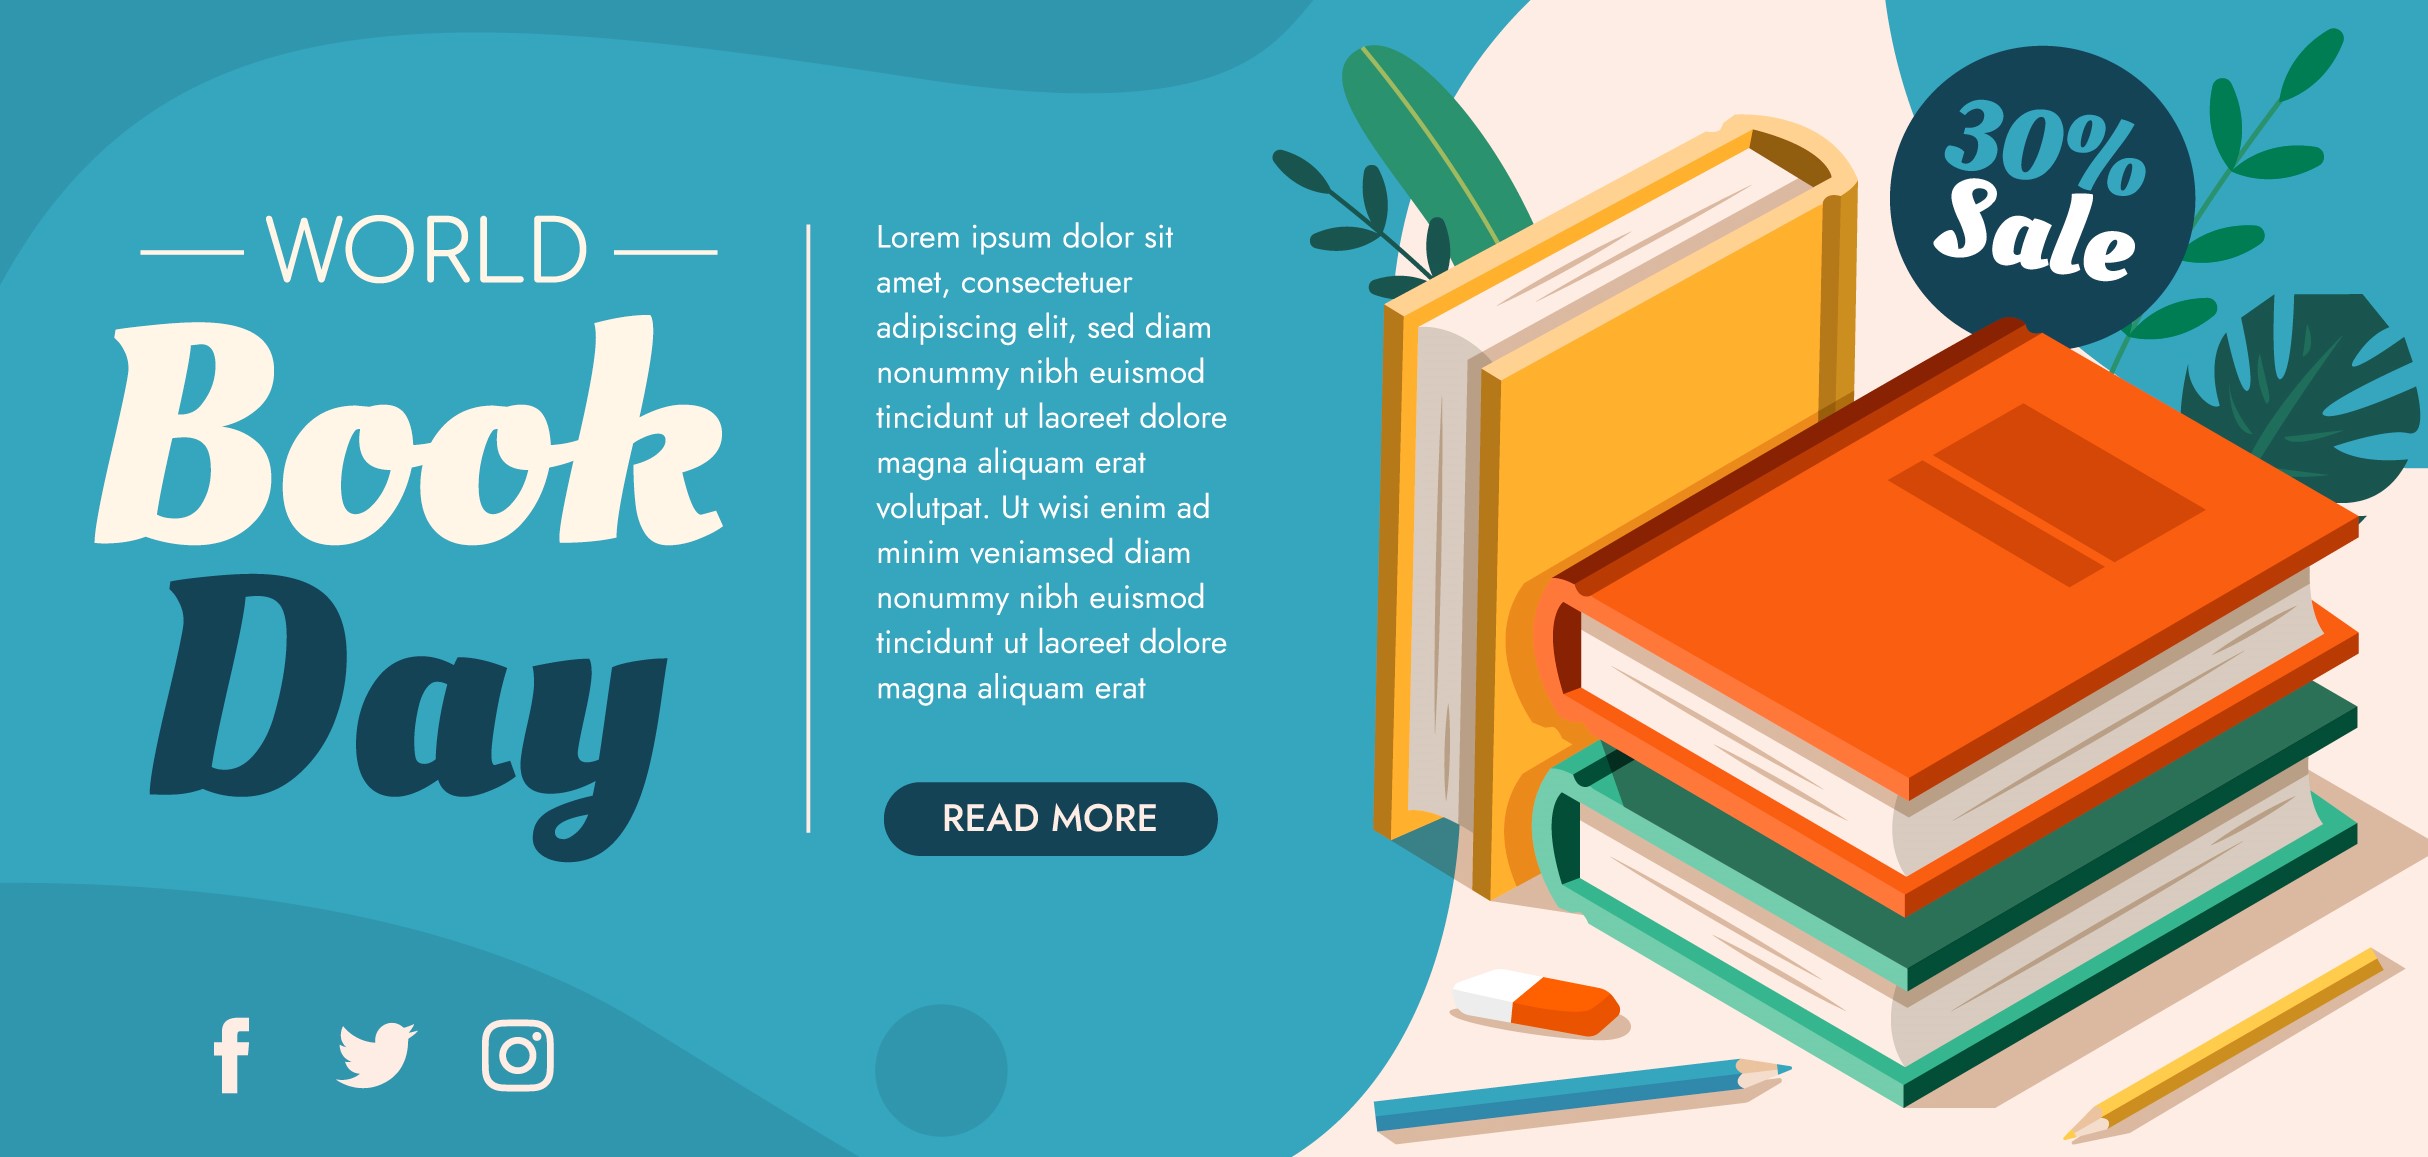 WORLD
Book
Day
Lorem ipsum dolor sit
amet, consectetuer
adipiscing elit, sed diam
nonummy nibh euismod
tincidunt ut laoreet dolore
magna aliquam erat
volutpat. Ut wisi enim ad
minim veniamsed diam
nonummy nibh euismod
tincidunt ut laoreet dolore
magna aliquam erat
READ MORE
30%
Sale